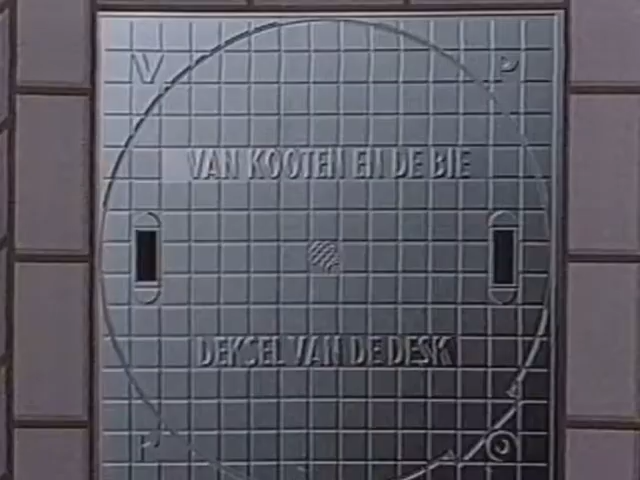 V P
VAN KOOTEN EN DE BIE
DEKSEL VAN DE DESK
R O